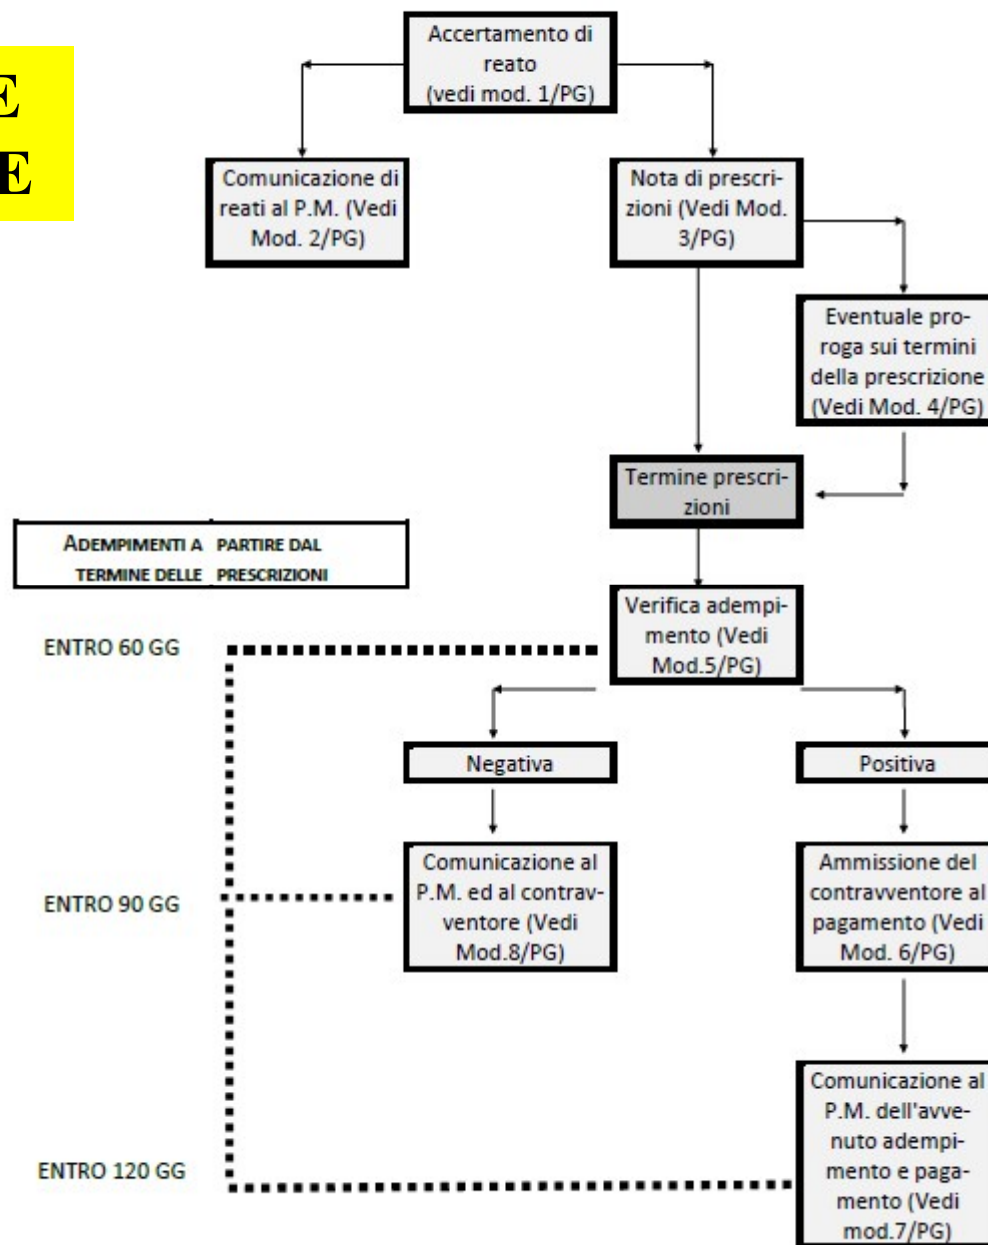 Accertamento di
reato
(vedi mod. 1/PG)
E
E
Comunicazione di
reati al P.M. (Vedi
Mod. 2/PG)
Nota di prescri-
zioni (Vedi Mod.
3/PG)
Eventuale pro-
roga sui termini
della prescrizione
(Vedi Mod. 4/PG)
Termine prescri-
zioni
ADEMPIMENTI A PARTIRE DAL
TERMINE DELLE PRESCRIZIONI
Verifica adempi-
mento (Vedi
Mod.5/PG)
ENTRO 60 GG
Negativa
Positiva
Comunicazione al
P.M. ed al contrav-
ventore (Vedi
Mod.8/PG)
Ammissione del
contravventore al
pagamento (Vedi
Mod. 6/PG)
ENTRO 90 GG
Comunicazione al
P.M. dell'avve-
nuto adempi-
mento e paga-
mento (Vedi
mod.7/PG)
ENTRO 120 GG